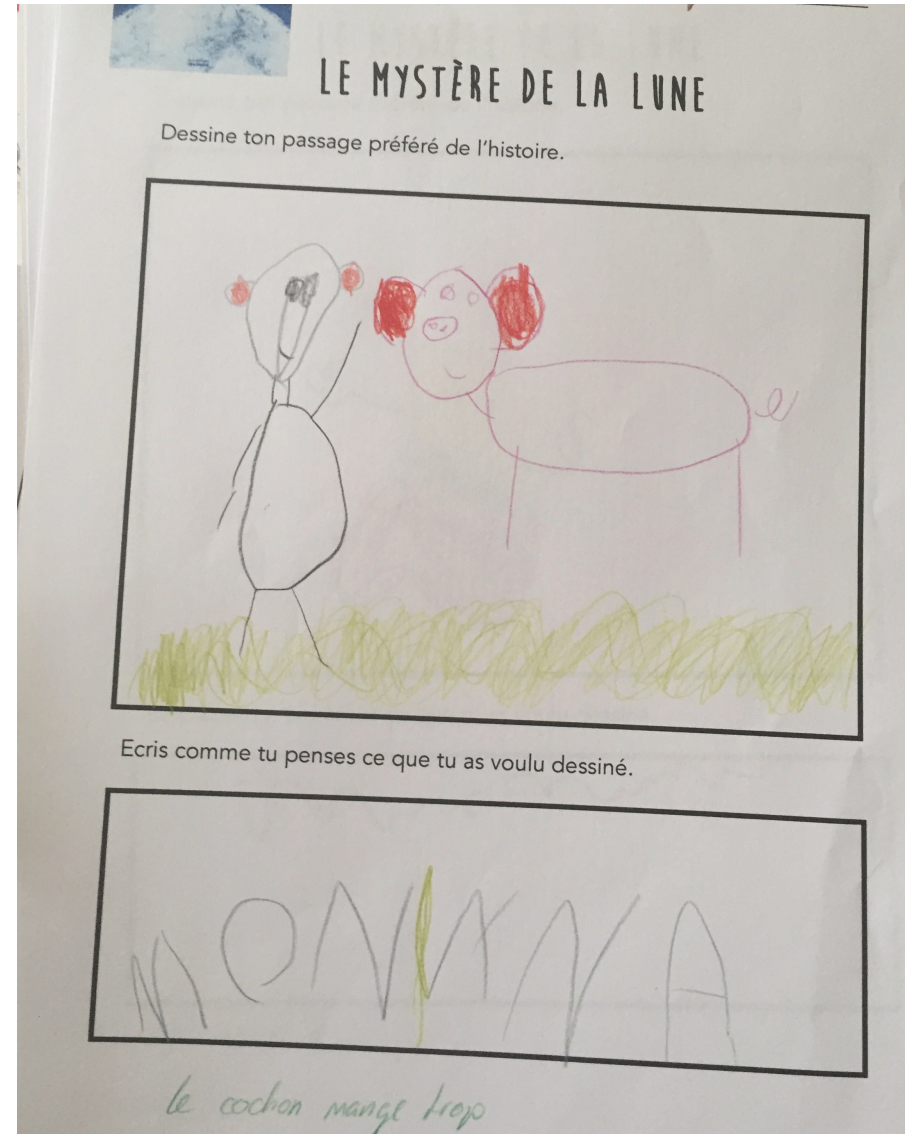 LE MYSTÈRE DE LA LUNE
Dessine ton passage préféré de l'histoire.
Ecris comme tu penses ce que tu as voulu dessiné.
MONANA
le cochon mange trop